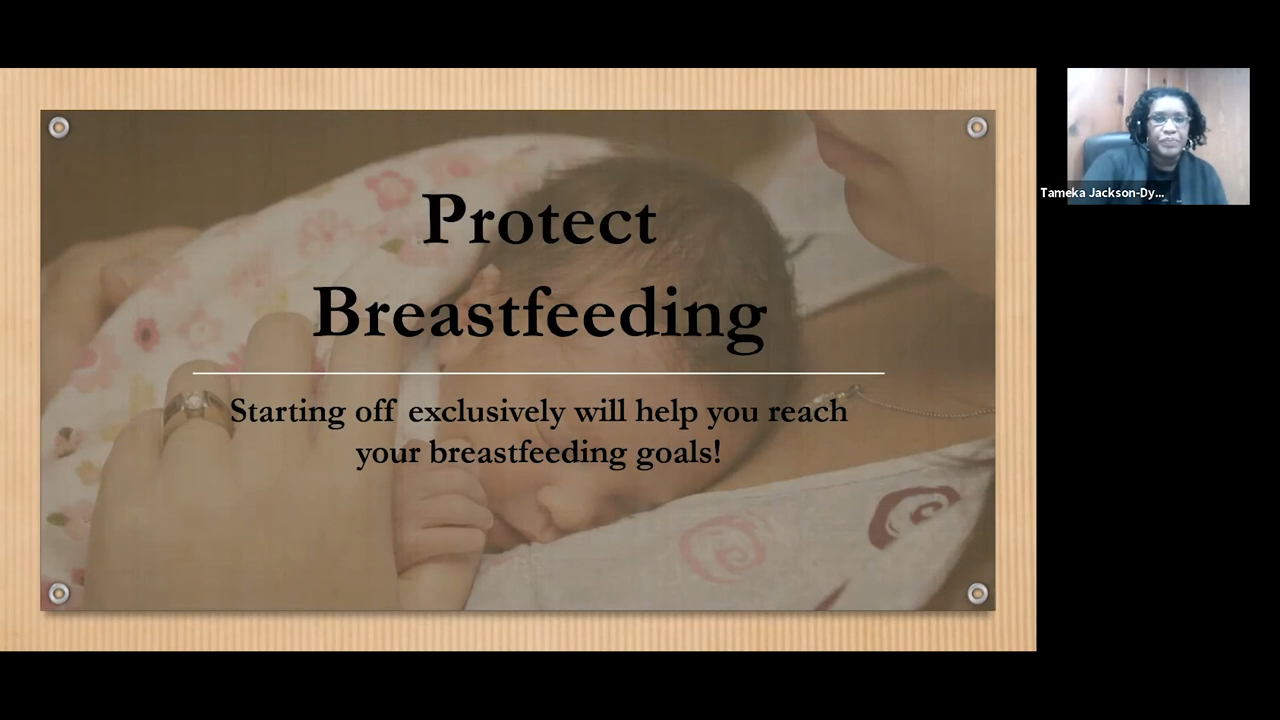 Protect
Breastfeeding
Starting off exclusively will help you reach
your breastfeeding goals!
Tameka Jackson-Dy...